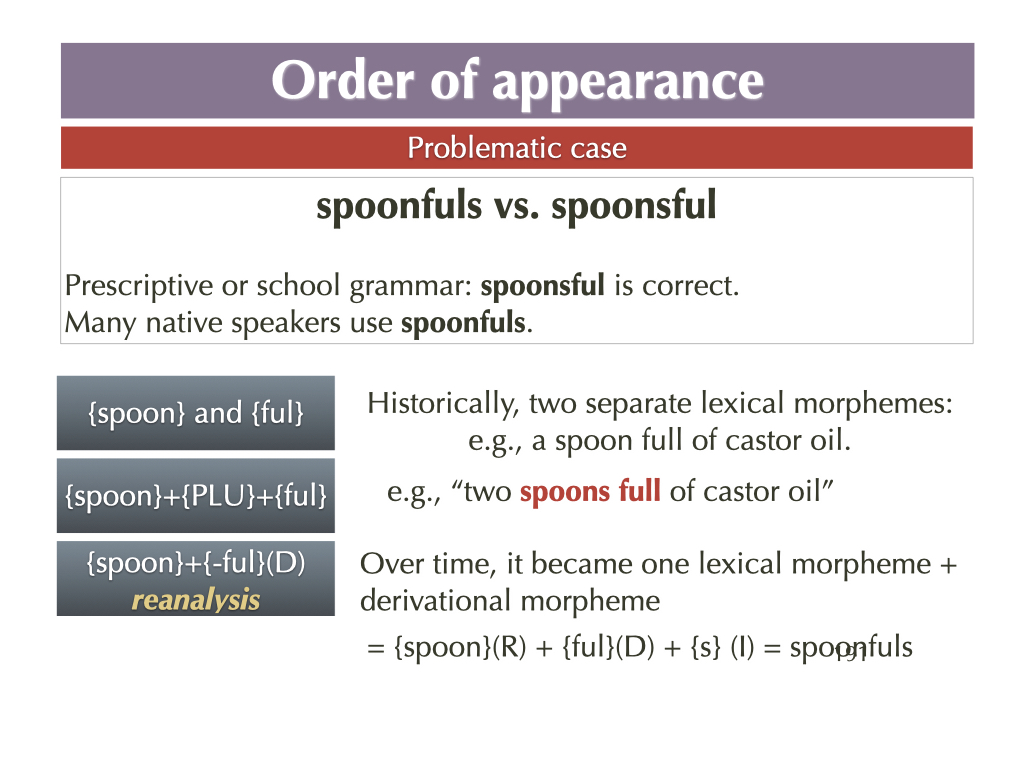 Order of appearance
Problematic case
spoonfuls vs. spoonsful
Prescriptive or school grammar: spoonsful is correct.
Many native speakers use spoonfuls.
{spoon} and {ful}
Historically, two separate lexical morphemes:
e.g., a spoon full of castor oil.
{spoon}+{PLU}+{ful}
e.g., “two spoons full of castor oil”
{spoon}+{-ful}(D)
reanalysis
Over time, it became one lexical morpheme +
derivational morpheme
= {spoon}(R) + {ful}(D) + {s} (I) = spoonfuls
191